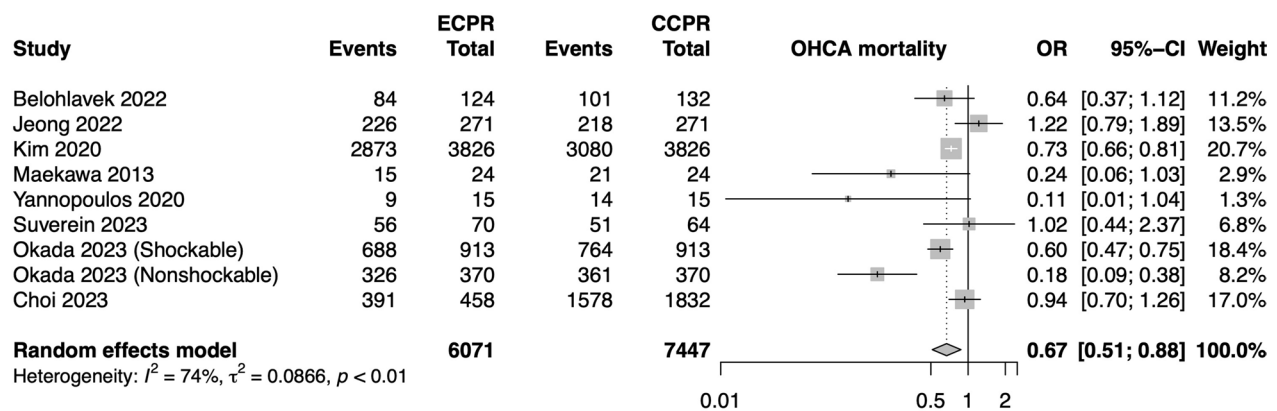 ECPR CCPR
Study Events Total Events Total OHCA mortality OR 95%–CI Weight
Belohlavek 2022 84 124 101 132 0.64 [0.37; 1.12] 11.2%
Jeong 2022 226 271 218 271 1.22 [0.79; 1.89] 13.5%
Kim 2020 2873 3826 3080 3826 0.73 [0.66; 0.81] 20.7%
Maekawa 2013 15 24 21 24 0.24 [0.06; 1.03] 2.9%
Yannopoulos 2020 9 15 14 15 0.11 [0.01; 1.04] 1.3%
Suverein 2023 56 70 51 64 1.02 [0.44; 2.37] 6.8%
Okada 2023 (Shockable) 688 913 764 913 0.60 [0.47; 0.75] 18.4%
Okada 2023 (Nonshockable) 326 370 361 370 0.18 [0.09; 0.38] 8.2%
Choi 2023 391 458 1578 1832 0.94 [0.70; 1.26] 17.0%
Random effects model 6071 7447 0.67 [0.51; 0.88] 100.0%
Heterogeneity: I² = 74%, τ² = 0.0866, p < 0.01
0.01 0.5 1 2